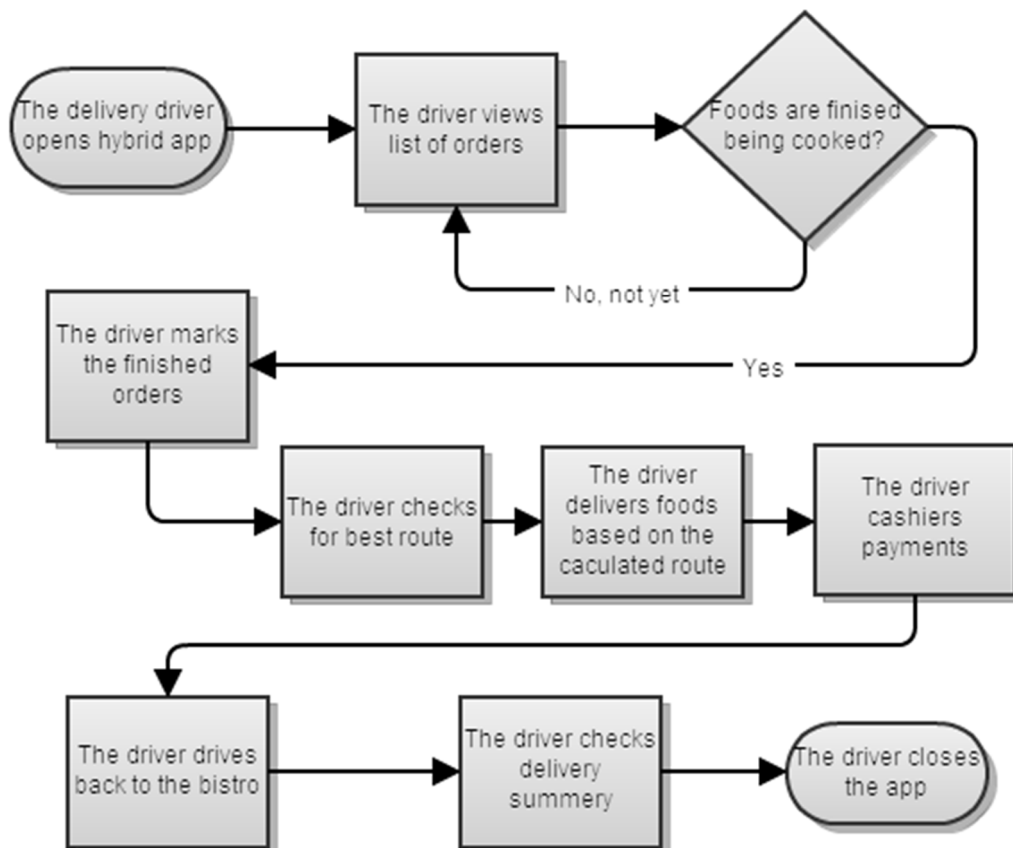 The delivery driver
opens hybrid app
The driver views
list of orders
Foods are finised
being cooked?
No, not yet
Yes
The driver marks
the finished
orders
The driver checks
for best route
The driver
delivers foods
based on the
caculated route
The driver
cashiers
payments
The driver drives
back to the bistro
The driver checks
delivery
summery
The driver closes
the app